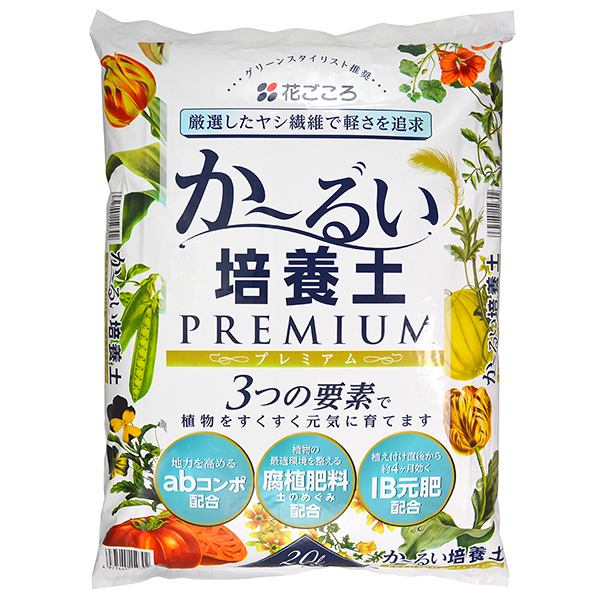 グリーンスタイリスト推奨
花ごころ
厳選したヤシ繊維で軽さを追求
か〜るい
培養土
PREMIUM
プレミアム
3つの要素で
植物をすくすく元気に育てます
地力を高める
abコンポ
配合
植物の
最適環境を整える
腐植肥料
土のめぐみ
配合
植え付け直後から
約4ヶ月効く
IB元肥
配合
20ℓ
か〜るい培養土
か〜るい培養土
か〜るい培養土